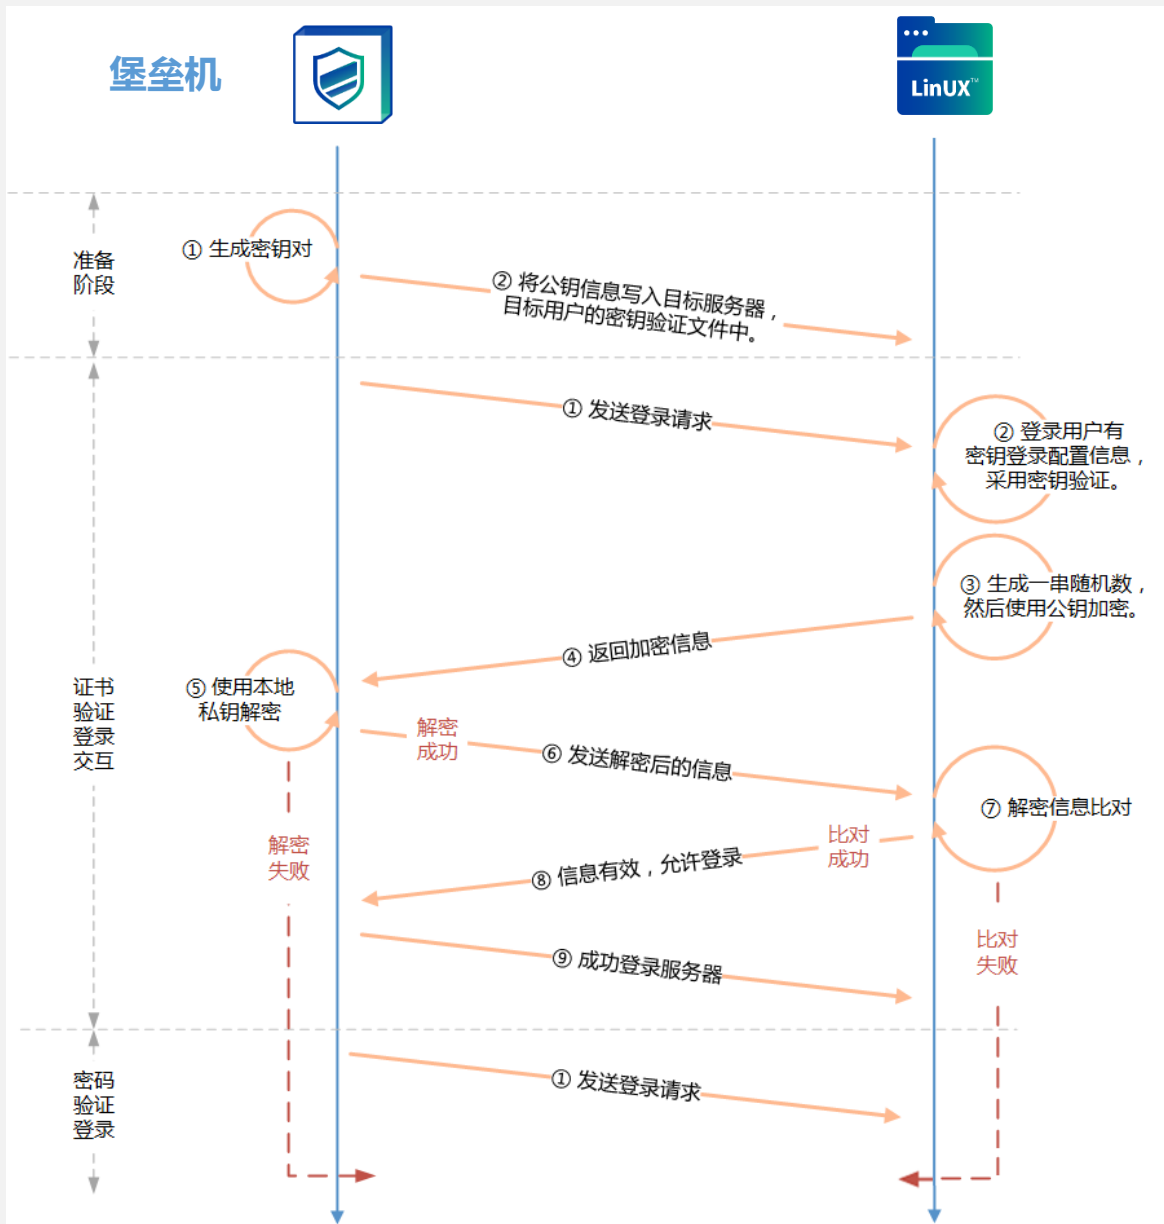 堡垒机
LinUX™
准备
阶段
① 生成密钥对
② 将公钥信息写入目标服务器，
目标用户的密钥验证文件中。
① 发送登录请求
② 登录用户有
密钥登录配置信息，
采用密钥验证。
③ 生成一串随机数，
然后使用公钥加密。
④ 返回加密信息
证书
验证
登录
交互
⑤ 使用本地
私钥解密
解密
成功
⑥ 发送解密后的信息
⑦ 解密信息比对
解密
失败
比对
成功
⑧ 信息有效，允许登录
比对
失败
⑨ 成功登录服务器
密码
验证
登录
① 发送登录请求